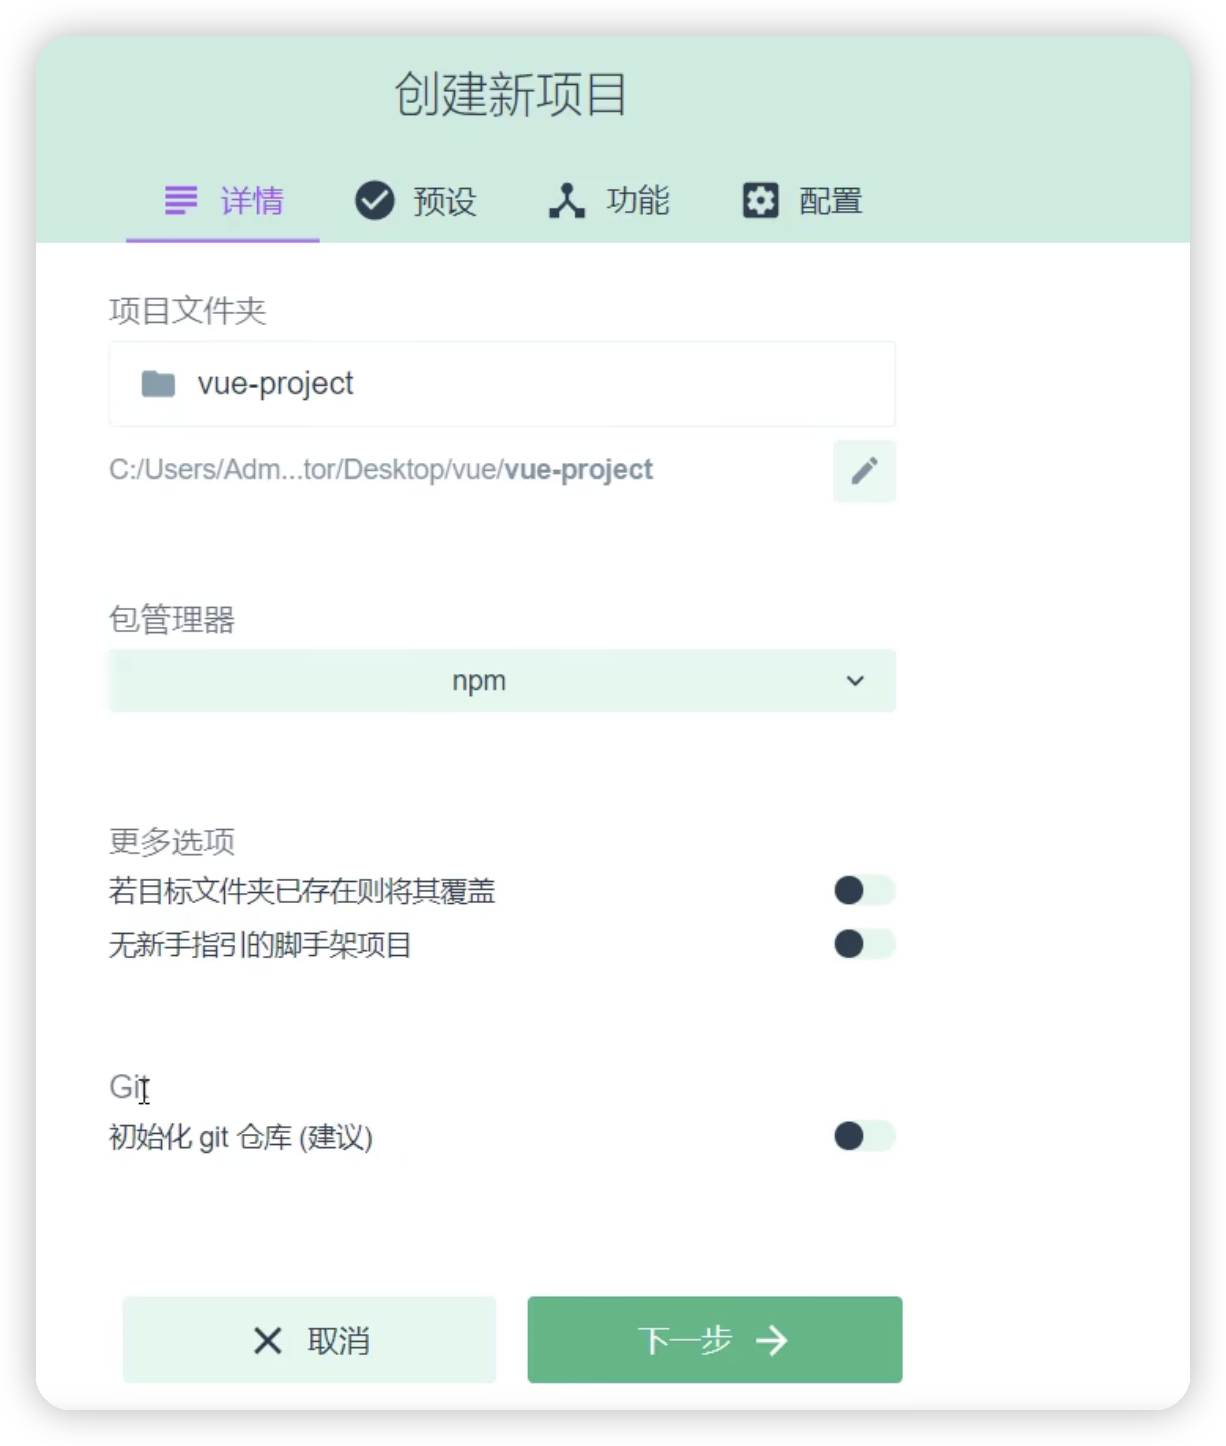 创建新项目
详情 预设 功能 配置
项目文件夹
vue-project
C:/Users/Adm...tor/Desktop/vue/vue-project
包管理器
npm
更多选项
若目标文件夹已存在则将其覆盖
无新手指引的脚手架项目
Git
初始化 git 仓库 (建议)
取消 下一步